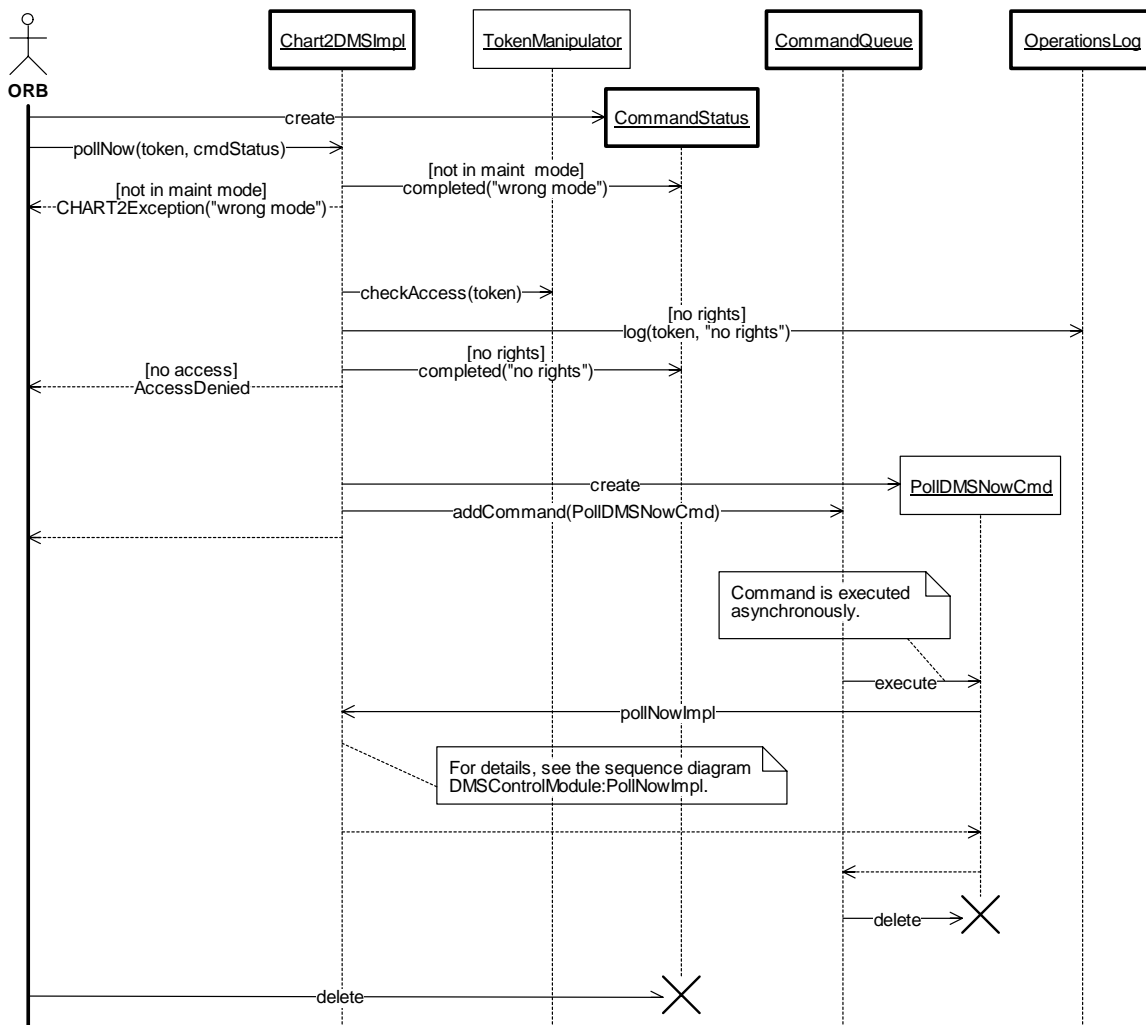 Chart2DMSImpl
TokenManipulator
CommandQueue
OperationsLog
ORB
create
CommandStatus
pollNow(token, cmdStatus)
[not in maint mode]
completed("wrong mode")
[not in maint mode]
CHART2Exception("wrong mode")
checkAccess(token)
[no rights]
log(token, "no rights")
[no rights]
completed("no rights")
[no access]
AccessDenied
create
PollDMSNowCmd
addCommand(PollDMSNowCmd)
Command is executed
asynchronously.
execute
pollNowImpl
For details, see the sequence diagram
DMSControlModule:PollNowImpl.
delete
delete